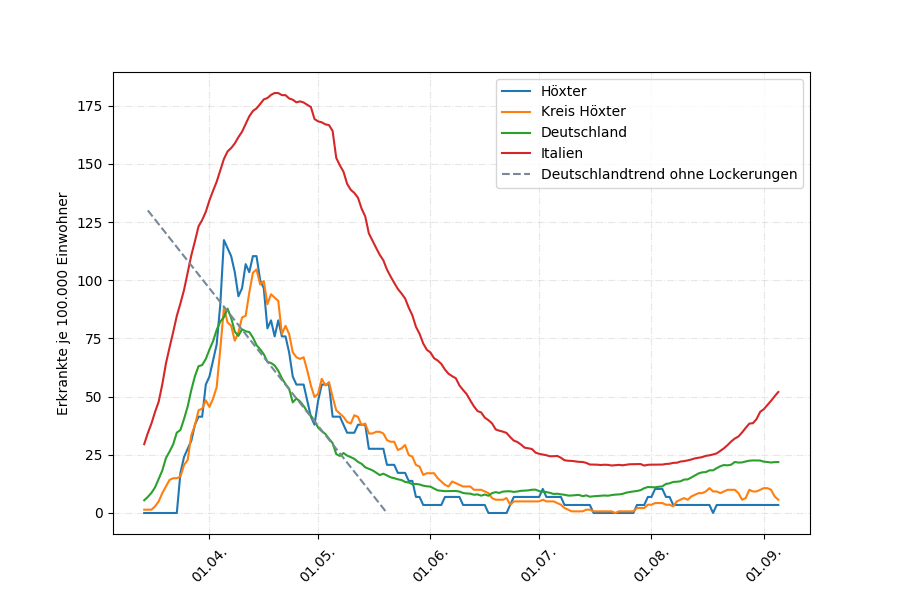 Erkrankte je 100.000 Einwohner
175
150
125
100
75
50
25
0
Höxter
Kreis Höxter
Deutschland
Italien
Deutschlandtrend ohne Lockerungen
01.04.
01.05.
01.06.
01.07.
01.08.
01.09.